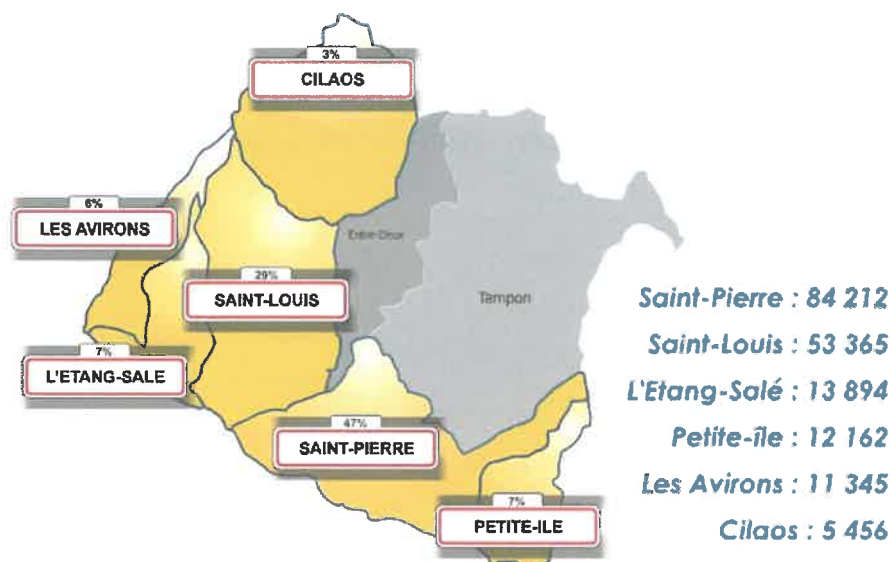 3%
CILAOS
6%
LES AVIRONS
Entre-Deux
29%
SAINT-LOUIS
Tampon
7%
L'ETANG-SALE
47%
SAINT-PIERRE
7%
PETITE-ILE
Saint-Pierre : 84 212
Saint-Louis : 53 365
L'Etang-Salé : 13 894
Petite-île : 12 162
Les Avirons : 11 345
Cilaos : 5 456